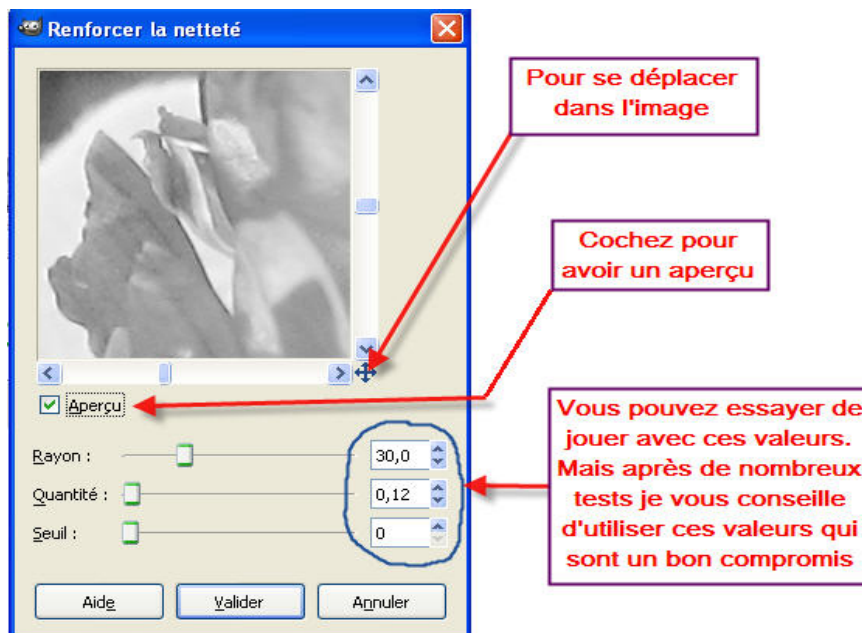 Renforcer la netteté
Pour se déplacer
dans l'image
Cochez pour
avoir un aperçu
Aperçu
Vous pouvez essayer de
jouer avec ces valeurs.
Mais après de nombreux
tests je vous conseille
d'utiliser ces valeurs qui
sont un bon compromis
Rayon : 30,0
Quantité : 0,12
Seuil : 0
Aide Valider Annuler